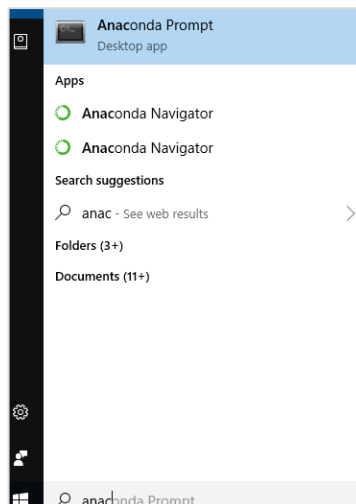 Anaconda Prompt
Desktop app
Apps
Anaconda Navigator
Anaconda Navigator
Search suggestions
anac - See web results
Folders (3+)
Documents (11+)
anaconda Prompt